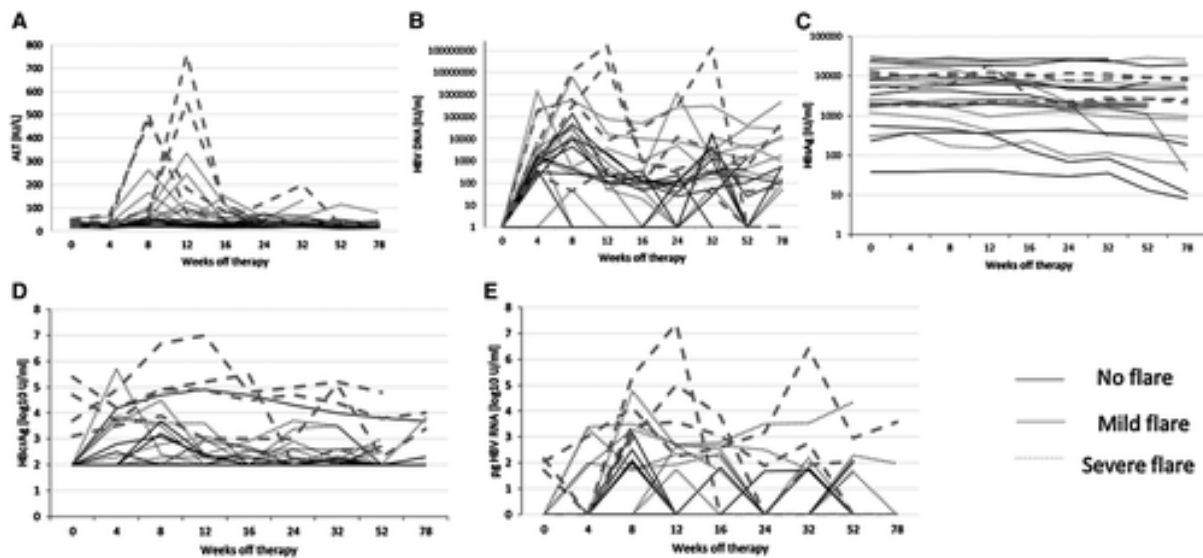 A
ALT [IU/L]
800
700
600
500
400
300
200
100
0
0 4 8 12 16 24 32 52 78
Weeks off therapy
B
HBV DNA [IU/ml]
100000000
10000000
1000000
100000
10000
1000
100
10
1
0 4 8 12 16 24 32 52 78
Weeks off therapy
C
HBsAg [IU/ml]
100000
10000
1000
100
10
1
0 4 8 12 16 24 32 52 78
Weeks off therapy
D
HBcrAg [log10 U/ml]
8
7
6
5
4
3
2
1
0
0 4 8 12 16 24 32 52 78
Weeks off therapy
E
pg HBV RNA [log10 U/ml]
8
7
6
5
4
3
2
1
0
0 4 8 12 16 24 32 52 78
Weeks off therapy
No flare
Mild flare
Severe flare